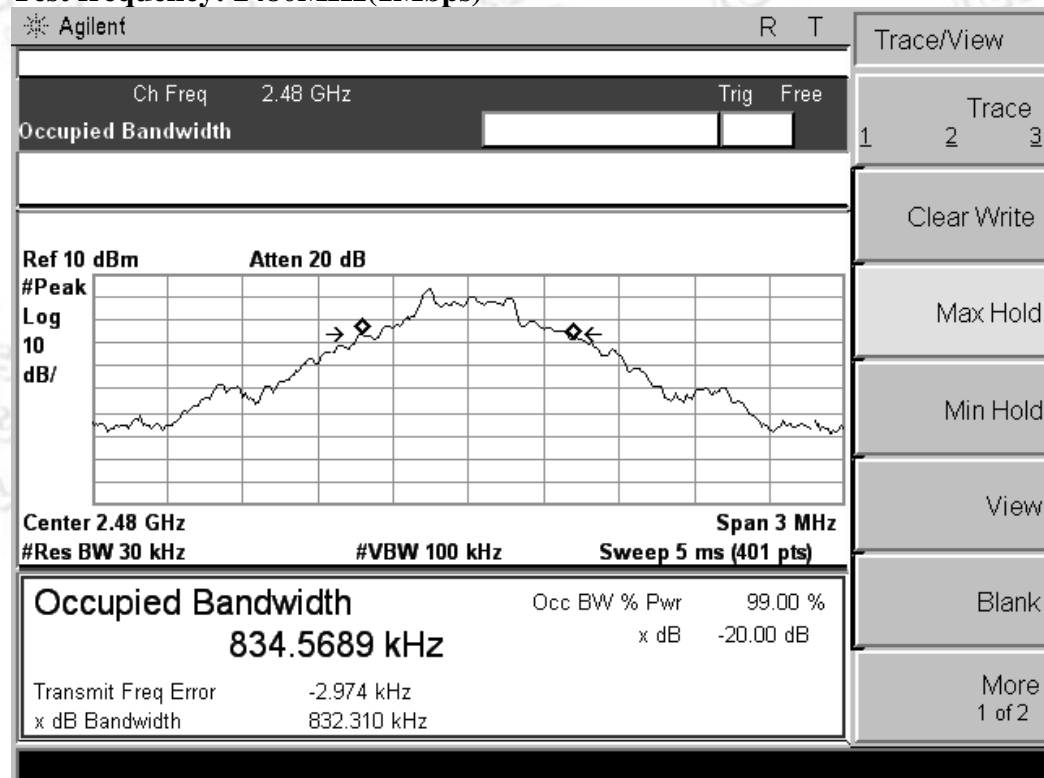 Test frequency: 2480MHz(1Mbps)
Agilent R T
Trace/View
Ch Freq 2.48 GHz Trig Free
Occupied Bandwidth
Trace
1 2 3
Clear Write
Max Hold
Min Hold
View
Blank
More
1 of 2
Ref 10 dBm Atten 20 dB
#Peak
Log
10
dB/
Center 2.48 GHz Span 3 MHz
#Res BW 30 kHz #VBW 100 kHz Sweep 5 ms (401 pts)
Occupied Bandwidth
834.5689 kHz
Occ BW % Pwr 99.00 %
x dB -20.00 dB
Transmit Freq Error -2.974 kHz
x dB Bandwidth 832.310 kHz